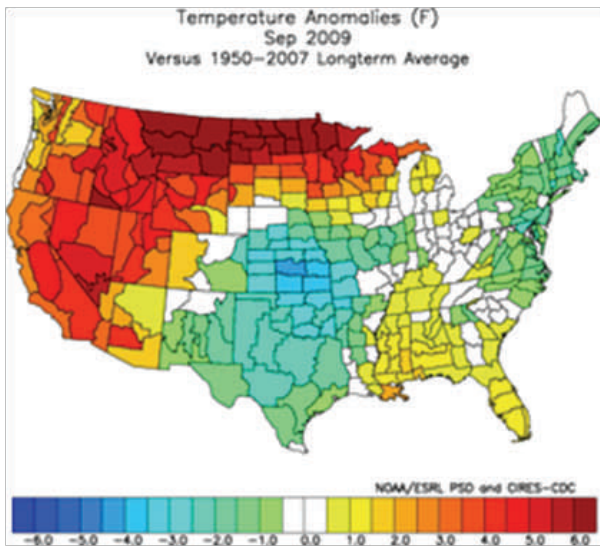 Temperature Anomalies (F)
Sep 2009
Versus 1950-2007 Longterm Average
NOAA/ESRL PSD and CIRES-CDC
-6.0 -5.0 -4.0 -3.0 -2.0 -1.0 0.0 1.0 2.0 3.0 4.0 5.0 6.0